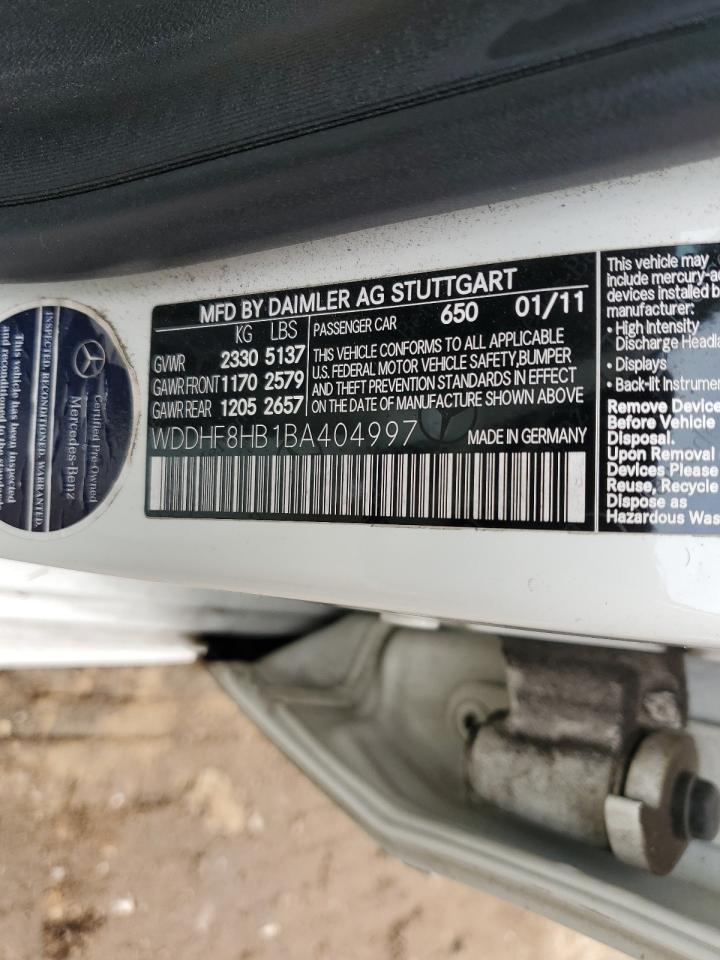 MFD BY DAIMLER AG STUTTGART
KG LBS
GVWR 2330 5137
GAWR FRONT 1170 2579
GAWR REAR 1205 2657
PASSENGER CAR 650 01/11
THIS VEHICLE CONFORMS TO ALL APPLICABLE
U.S. FEDERAL MOTOR VEHICLE SAFETY, BUMPER
AND THEFT PREVENTION STANDARDS IN EFFECT
ON THE DATE OF MANUFACTURE SHOWN ABOVE
WDDHF8HB1BA404997
MADE IN GERMANY
This vehicle may
include mercury-
devices installed
manufacturer:
• High Intensity
Discharge
• Displays
• Back-lit
Remove
Before Vehicle
Disposal.
Upon Removal
Devices Please
Reuse, Recycle
Dispose as
Hazardous
Certified Pre-Owned
Mercedes-Benz
INSPECTED. RECONDITIONED. WARRANTED.
This vehicle has been inspected
and reconditioned to the